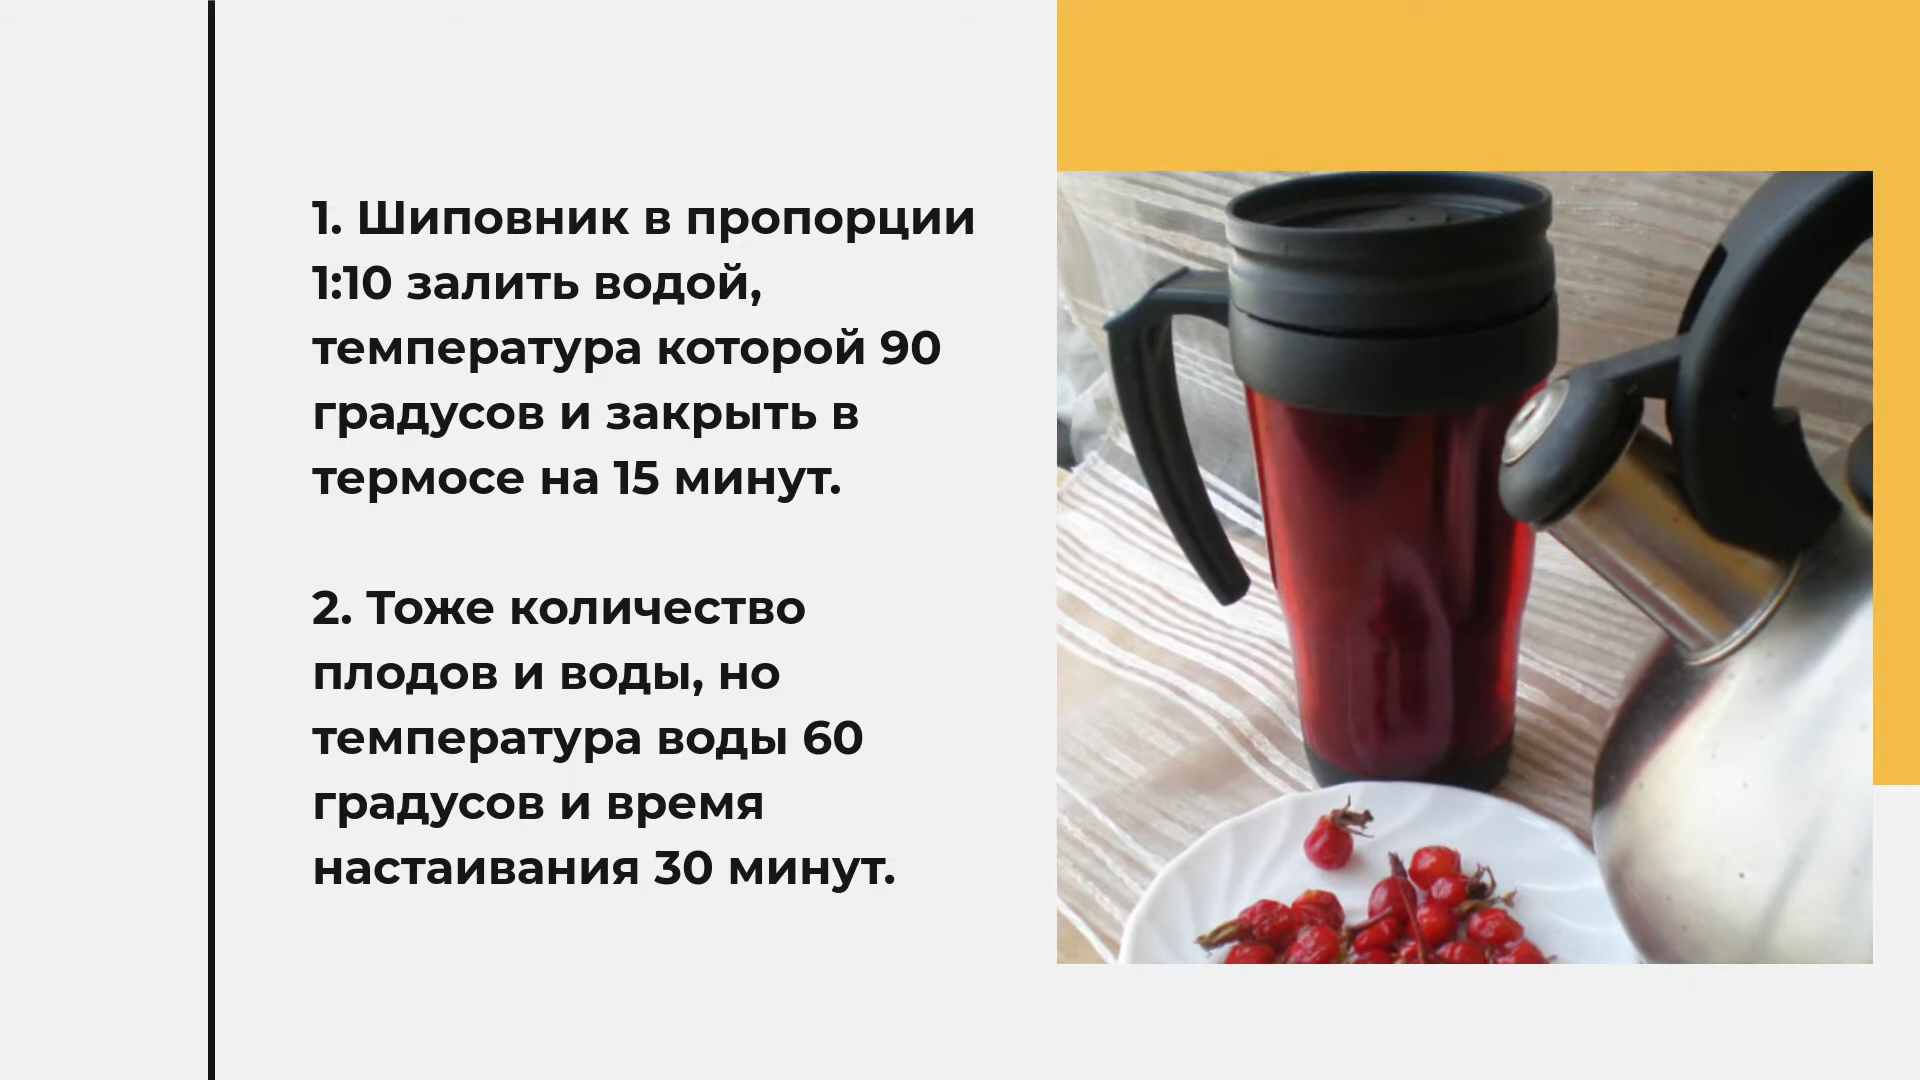 1. Шиповник в пропорции
1:10 залить водой,
температура которой 90
градусов и закрыть в
термосе на 15 минут.
2. Тоже количество
плодов и воды, но
температура воды 60
градусов и время
настаивания 30 минут.